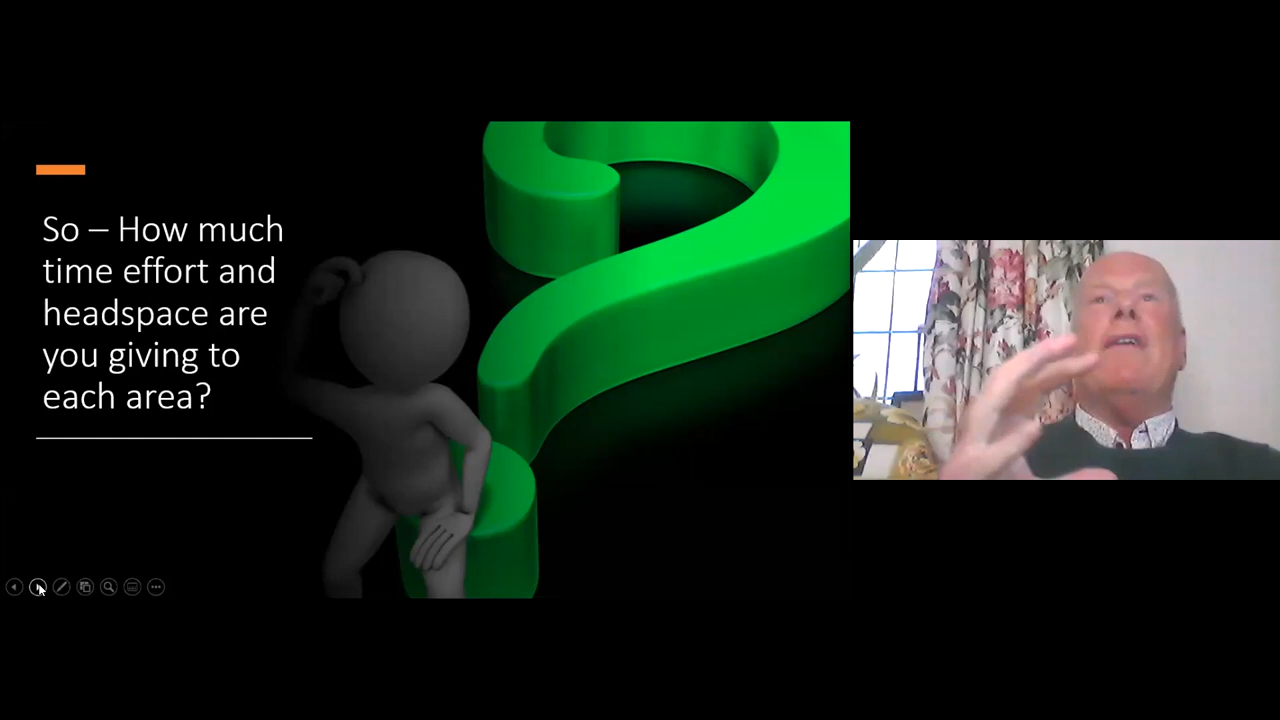 So – How much
time effort and
headspace are
you giving to
each area?